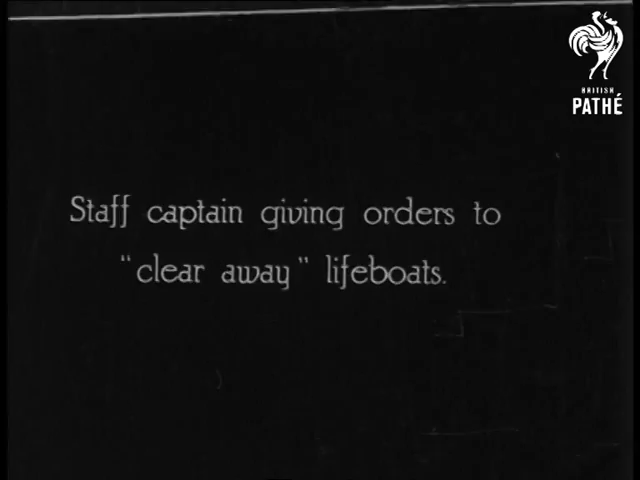 BRITISH
PATHÉ
Staff captain giving orders to
"clear away" lifeboats.